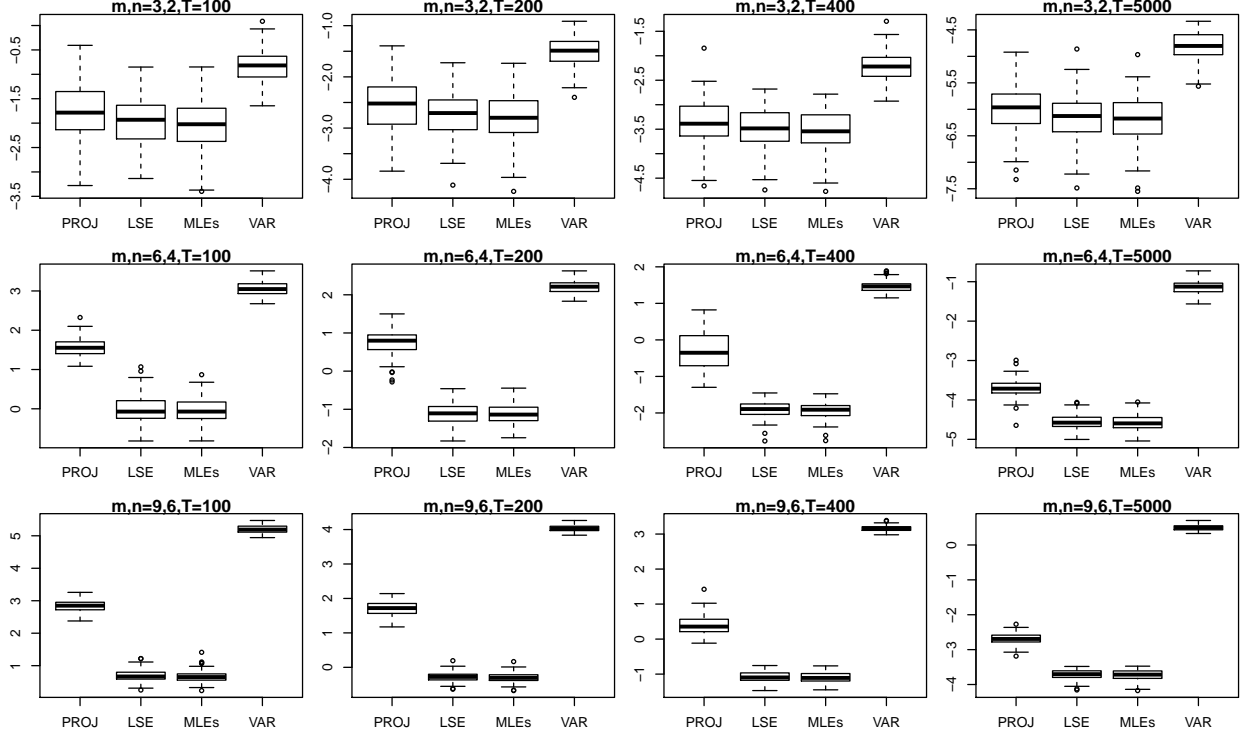 m,n=3,2,T=100
−0.5
−1.5
−2.5
−3.5
PROJ LSE MLEs VAR
m,n=3,2,T=200
−1.0
−2.0
−3.0
−4.0
PROJ LSE MLEs VAR
m,n=3,2,T=400
−1.5
−2.5
−3.5
−4.5
PROJ LSE MLEs VAR
m,n=3,2,T=5000
−4.5
−5.5
−6.5
−7.5
PROJ LSE MLEs VAR
m,n=6,4,T=100
3
2
1
0
PROJ LSE MLEs VAR
m,n=6,4,T=200
2
1
0
−1
−2
PROJ LSE MLEs VAR
m,n=6,4,T=400
2
1
0
−1
−2
PROJ LSE MLEs VAR
m,n=6,4,T=5000
−1
−2
−3
−4
−5
PROJ LSE MLEs VAR
m,n=9,6,T=100
5
4
3
2
1
PROJ LSE MLEs VAR
m,n=9,6,T=200
4
3
2
1
0
PROJ LSE MLEs VAR
m,n=9,6,T=400
3
2
1
0
−1
PROJ LSE MLEs VAR
m,n=9,6,T=5000
0
−1
−2
−3
−4
PROJ LSE MLEs VAR